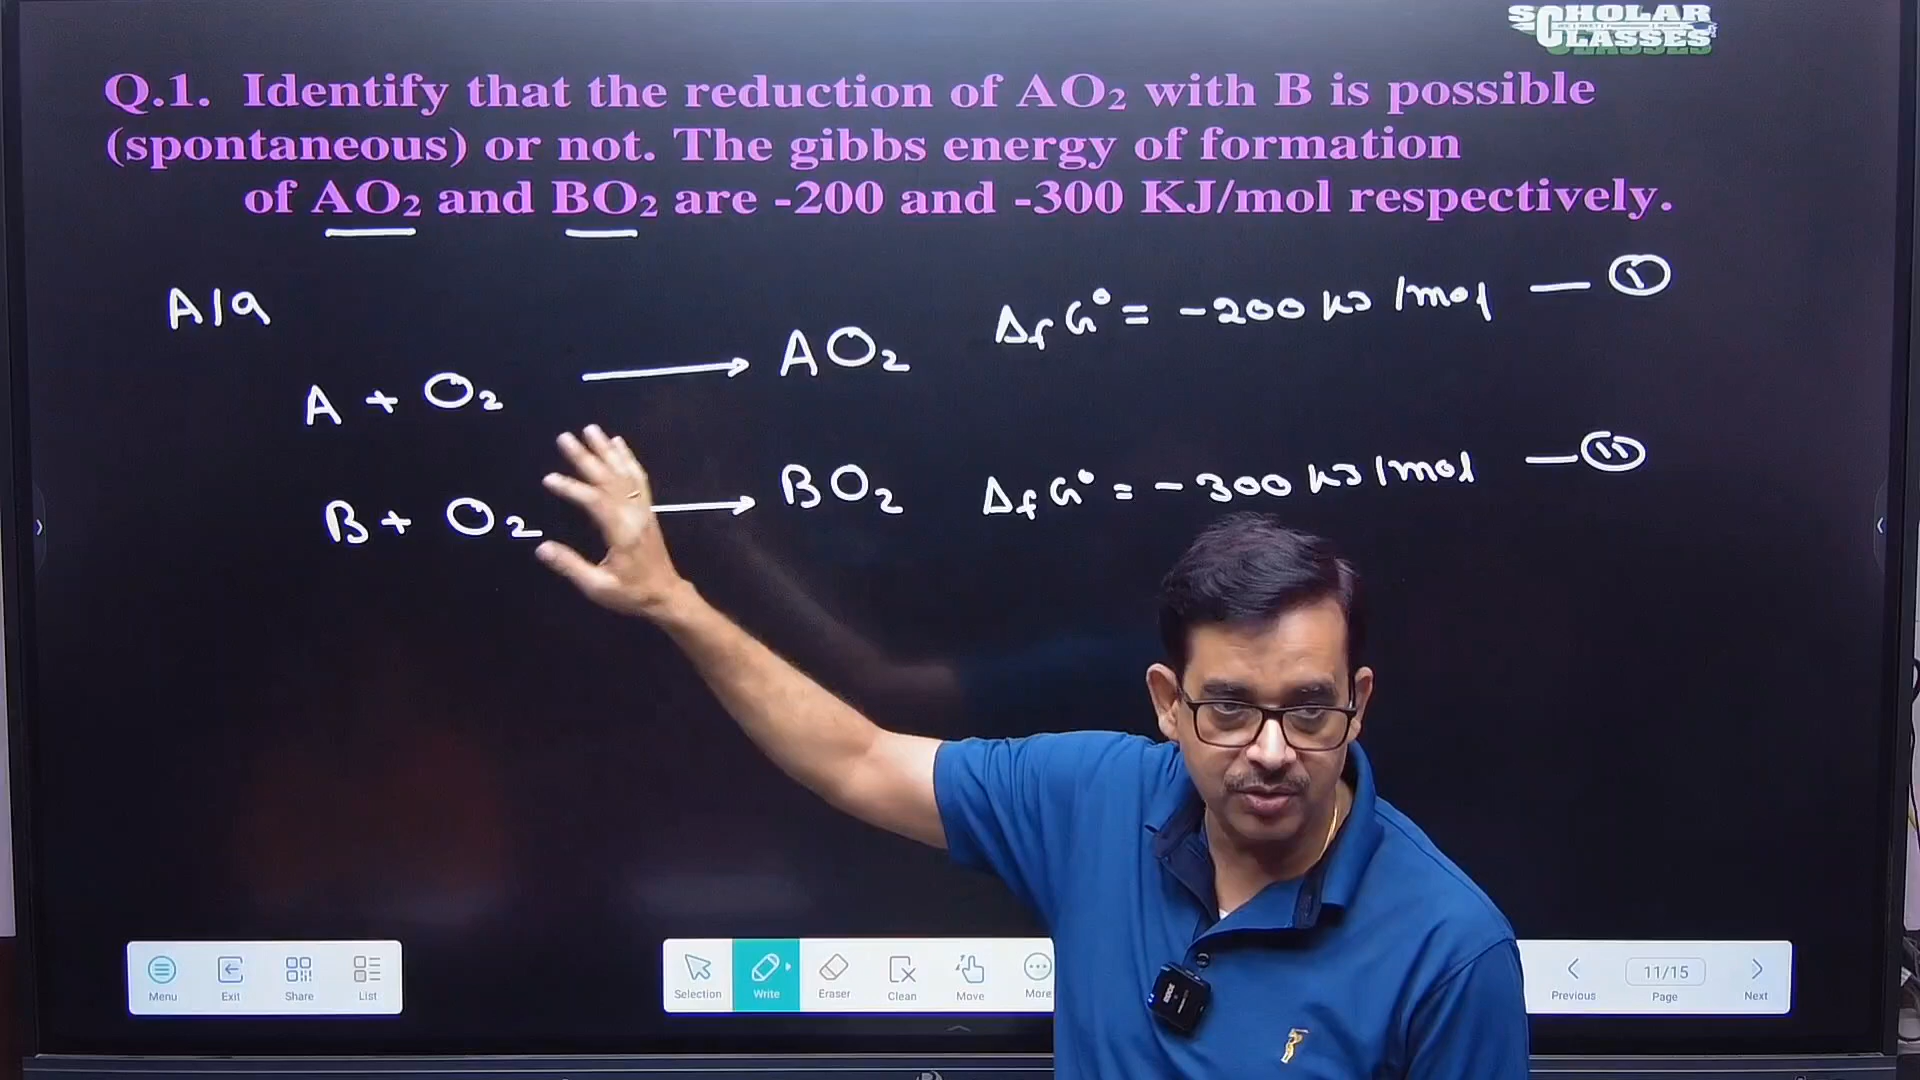 SCHOLAR
CLASSES
Q.1. Identify that the reduction of AO₂ with B is possible
(spontaneous) or not. The gibbs energy of formation
of AO₂ and BO₂ are -200 and -300 KJ/mol respectively.
A/q
A + O₂ ⟶ AO₂ ΔfG° = -200 kJ/mol — (i)
B + O₂ ⟶ BO₂ ΔfG° = -300 kJ/mol — (ii)
Menu Exit Share List
Selection Write Eraser Clean Move More
11/15
Previous Page Next